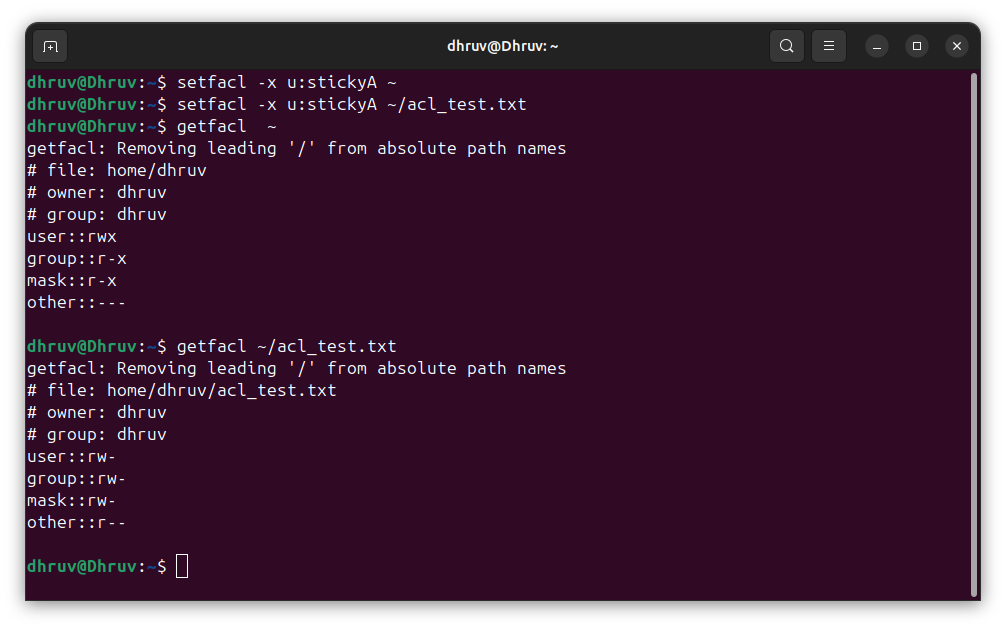 dhruv@Dhruv: ~
dhruv@Dhruv:~$ setfacl -x u:stickyA ~
dhruv@Dhruv:~$ setfacl -x u:stickyA ~/acl_test.txt
dhruv@Dhruv:~$ getfacl  ~
getfacl: Removing leading '/' from absolute path names
# file: home/dhruv
# owner: dhruv
# group: dhruv
user::rwx
group::r-x
mask::r-x
other::---
dhruv@Dhruv:~$ getfacl ~/acl_test.txt
getfacl: Removing leading '/' from absolute path names
# file: home/dhruv/acl_test.txt
# owner: dhruv
# group: dhruv
user::rw-
group::rw-
mask::rw-
other::r--
dhruv@Dhruv:~$